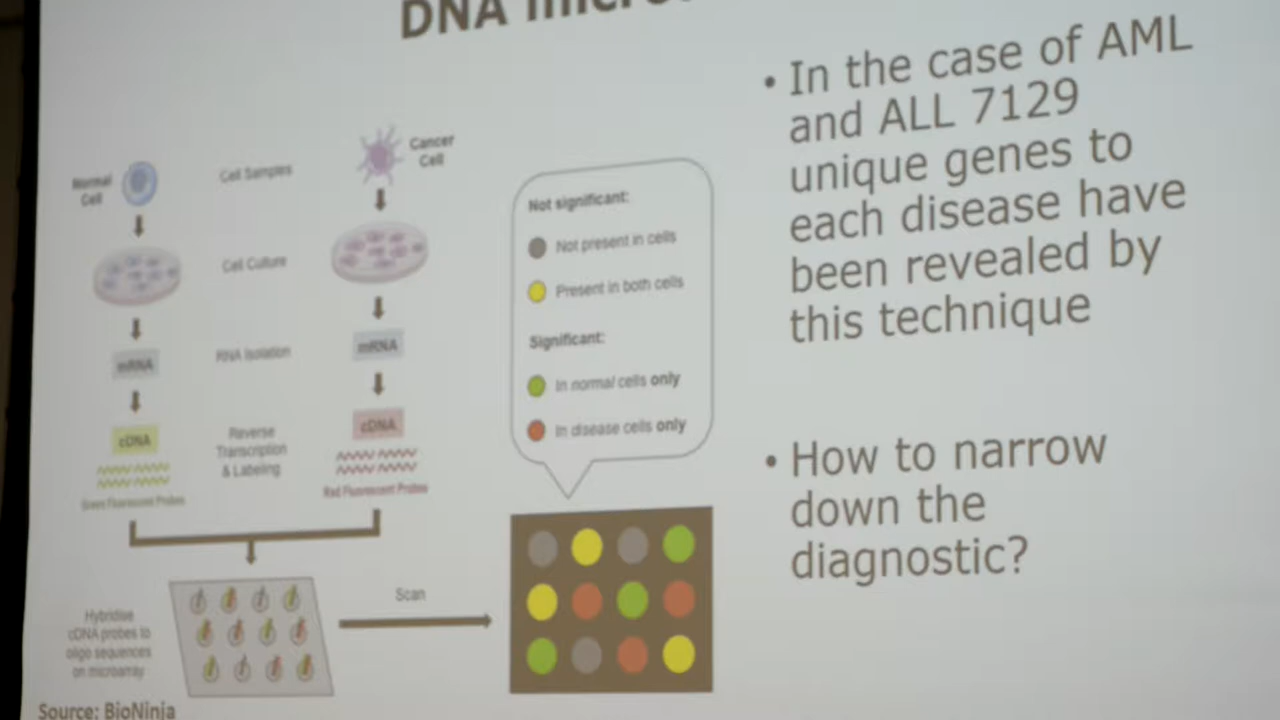 DNA micro
• In the case of AML
and ALL 7129
unique genes to
each disease have
been revealed by
this technique
• How to narrow
down the
diagnostic?
Normal
Cell
Cell Samples
Cancer
Cell
Cell Culture
mRNA
RNA Isolation
mRNA
cDNA
Reverse
Transcription
& Labeling
cDNA
Green Fluorescent Probes
Red Fluorescent Probes
Hybridise
cDNA probes to
oligo sequences
on microarray
Scan
Not significant:
Not present in cells
Present in both cells
Significant:
In normal cells only
In disease cells only
Source: BioNinja